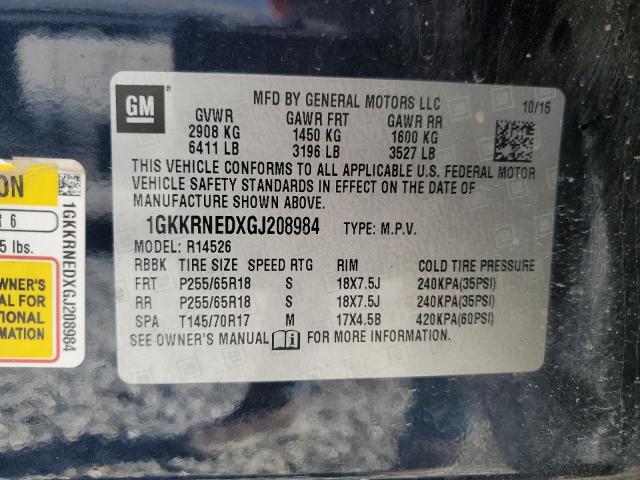 GM
MFD BY GENERAL MOTORS LLC 10/15
GVWR GAWR FRT GAWR RR
2908 KG 1450 KG 1600 KG
6411 LB 3196 LB 3527 LB
THIS VEHICLE CONFORMS TO ALL APPLICABLE U.S. FEDERAL MOTOR
VEHICLE SAFETY STANDARDS IN EFFECT ON THE DATE OF
MANUFACTURE SHOWN ABOVE.
1GKKRNEDXGJ208984 TYPE: M.P.V.
MODEL: R14526
RBBK TIRE SIZE SPEED RTG RIM COLD TIRE PRESSURE
FRT P255/65R18 S 18X7.5J 240KPA(35PSI)
RR P255/65R18 S 18X7.5J 240KPA(35PSI)
SPA T145/70R17 M 17X4.5B 420KPA(60PSI)
SEE OWNER'S MANUAL FOR MORE INFORMATION.
1GKKRNEDXGJ208984
6
lbs.
OWNER'S
FOR